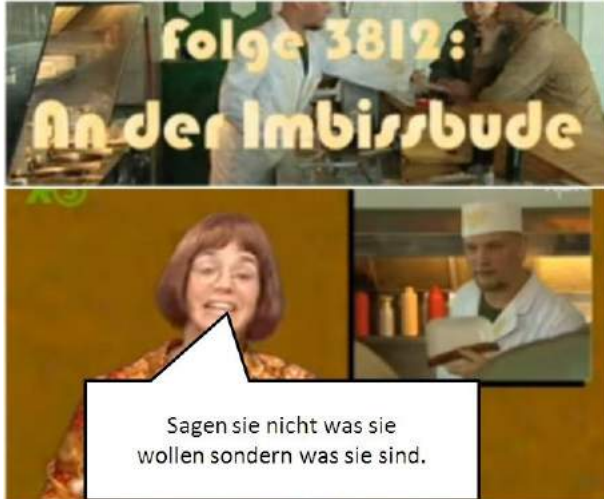 Folge 3812:
An der Imbissbude
Sagen sie nicht was sie
wollen sondern was sie sind.